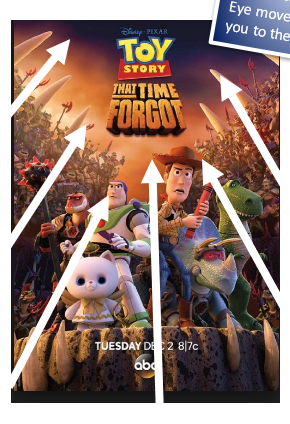 Eye move
you to the
Disney · PIXAR
TOY
STORY
THAT TIME
FORGOT
TUESDAY DEC 2 8|7c
abc